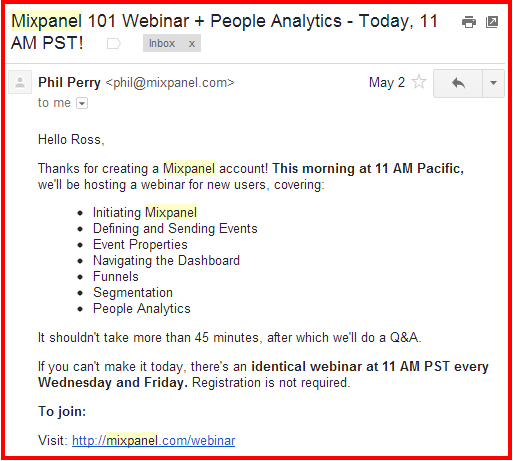 Mixpanel 101 Webinar + People Analytics - Today, 11
AM PST! Inbox x
Phil Perry <phil@mixpanel.com> May 2
to me
Hello Ross,
Thanks for creating a Mixpanel account! This morning at 11 AM Pacific,
we'll be hosting a webinar for new users, covering:
• Initiating Mixpanel
• Defining and Sending Events
• Event Properties
• Navigating the Dashboard
• Funnels
• Segmentation
• People Analytics
It shouldn't take more than 45 minutes, after which we'll do a Q&A.
If you can't make it today, there's an identical webinar at 11 AM PST every
Wednesday and Friday. Registration is not required.
To join:
Visit: http://mixpanel.com/webinar